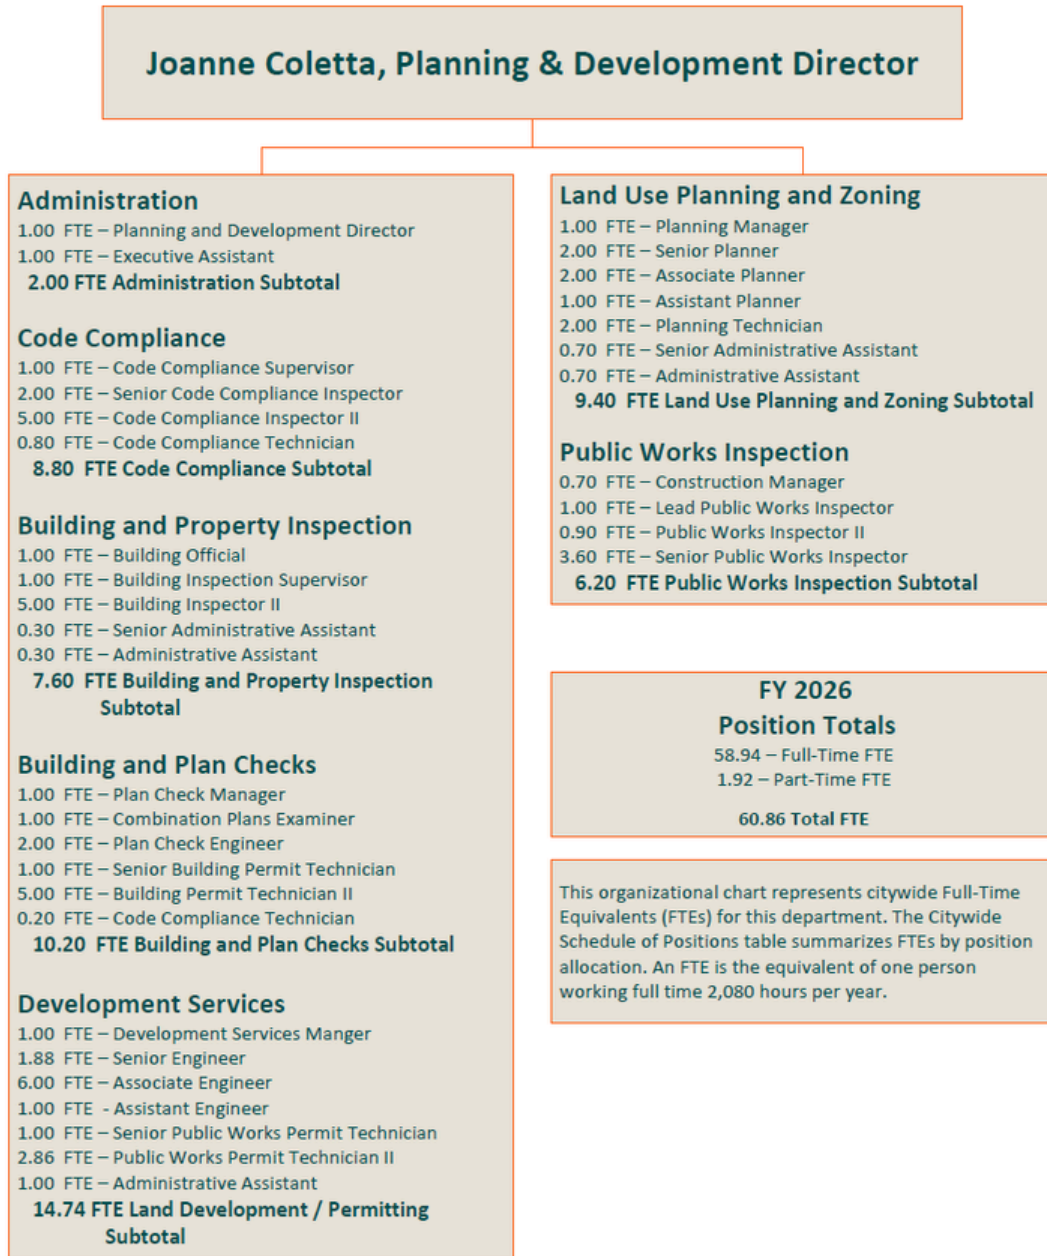 Joanne Coletta, Planning & Development Director
Administration
1.00 FTE – Planning and Development Director
1.00 FTE – Executive Assistant
2.00 FTE Administration Subtotal
Code Compliance
1.00 FTE – Code Compliance Supervisor
2.00 FTE – Senior Code Compliance Inspector
5.00 FTE – Code Compliance Inspector II
0.80 FTE – Code Compliance Technician
8.80 FTE Code Compliance Subtotal
Building and Property Inspection
1.00 FTE – Building Official
1.00 FTE – Building Inspection Supervisor
5.00 FTE – Building Inspector II
0.30 FTE – Senior Administrative Assistant
0.30 FTE – Administrative Assistant
7.60 FTE Building and Property Inspection
Subtotal
Building and Plan Checks
1.00 FTE – Plan Check Manager
1.00 FTE – Combination Plans Examiner
2.00 FTE – Plan Check Engineer
1.00 FTE – Senior Building Permit Technician
5.00 FTE – Building Permit Technician II
0.20 FTE – Code Compliance Technician
10.20 FTE Building and Plan Checks Subtotal
Development Services
1.00 FTE – Development Services Manger
1.88 FTE – Senior Engineer
6.00 FTE – Associate Engineer
1.00 FTE - Assistant Engineer
1.00 FTE – Senior Public Works Permit Technician
2.86 FTE – Public Works Permit Technician II
1.00 FTE – Administrative Assistant
14.74 FTE Land Development / Permitting
Subtotal
Land Use Planning and Zoning
1.00 FTE – Planning Manager
2.00 FTE – Senior Planner
2.00 FTE – Associate Planner
1.00 FTE – Assistant Planner
2.00 FTE – Planning Technician
0.70 FTE – Senior Administrative Assistant
0.70 FTE – Administrative Assistant
9.40 FTE Land Use Planning and Zoning Subtotal
Public Works Inspection
0.70 FTE – Construction Manager
1.00 FTE – Lead Public Works Inspector
0.90 FTE – Public Works Inspector II
3.60 FTE – Senior Public Works Inspector
6.20 FTE Public Works Inspection Subtotal
FY 2026
Position Totals
58.94 – Full-Time FTE
1.92 – Part-Time FTE
60.86 Total FTE
This organizational chart represents citywide Full-Time
Equivalents (FTEs) for this department. The Citywide
Schedule of Positions table summarizes FTEs by position
allocation. An FTE is the equivalent of one person
working full time 2,080 hours per year.